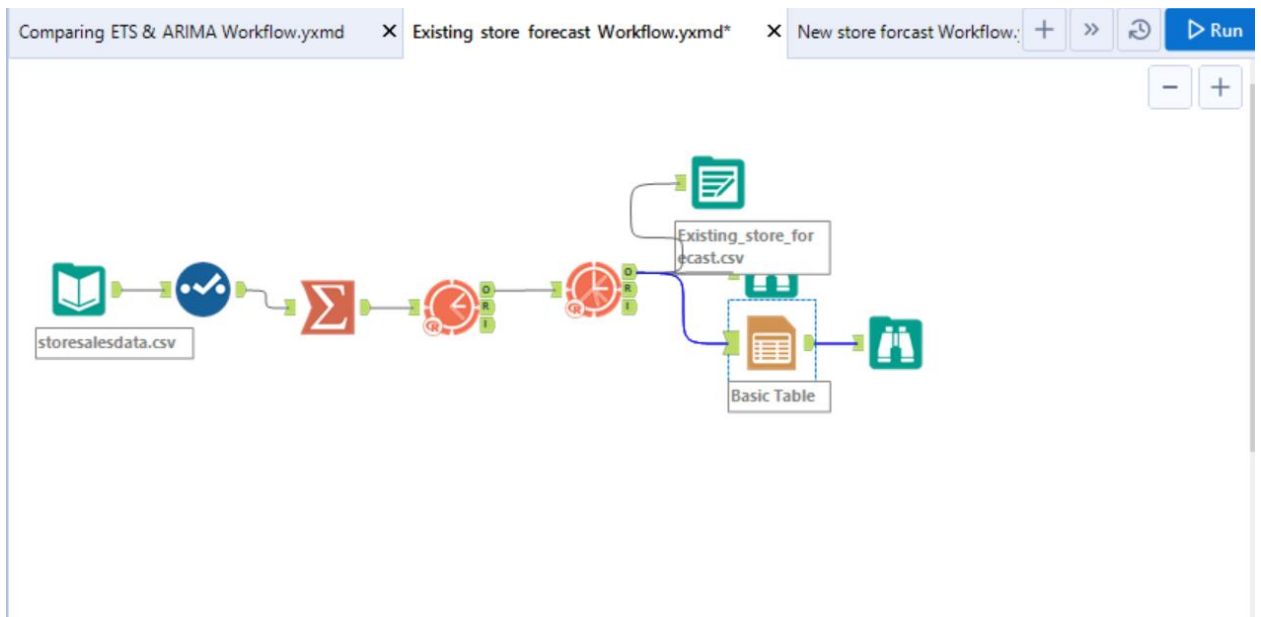 Comparing ETS & ARIMA Workflow.yxmd
Existing store forecast Workflow.yxmd*
New store forcast Workflow.
Run
Existing_store_for
ecast.csv
O
R
I
O
R
I
storesalesdata.csv
Basic Table